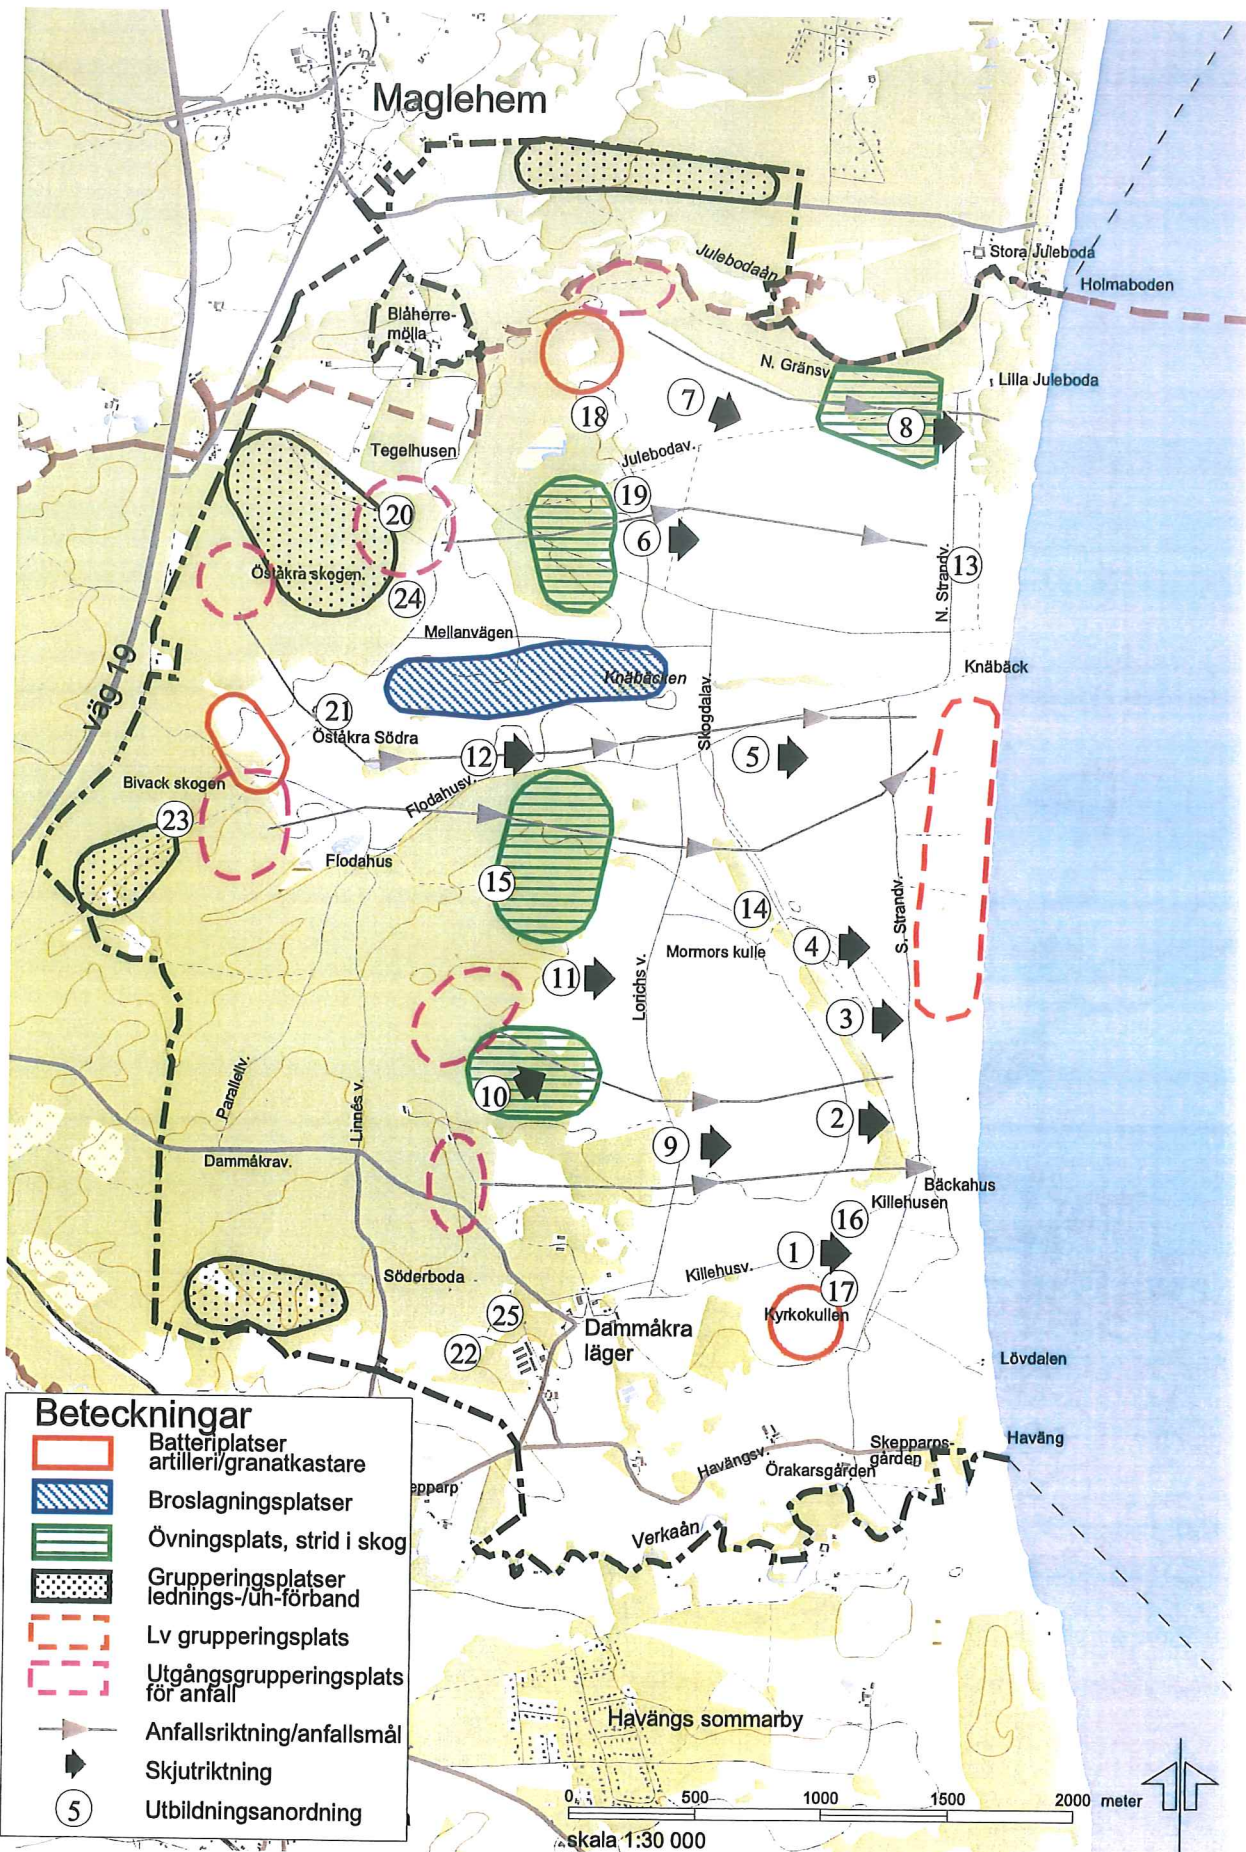 Maglehem
Julebodaån
Stora Juleboda
Holmaboden
Blåherre-
mölla
N. Gränsv
Lilla Juleboda
7
8
18
Tegelhusen
Julebodav.
19
20
6
13
N. Strandv.
Öståkra skogen.
24
Mellanvägen
Knäbäcken
Knäbäck
väg 19
21
Öståkra Södra
Skogdalav.
12
5
Bivack skogen
Flodahusv.
23
Flodahus
15
S. Strandv.
14
4
Mormors kulle
11
Lorichs v.
3
Parallellv.
Linnés v.
10
2
9
Dammåkrav.
Bäckahus
Killehusen
16
1
Söderboda
Killehusv.
17
Kyrkokullen
25
22
Dammåkra
läger
Lövdalen
Haväng
Skepparps-
gården
Havängsv.
Örakarsgården
epparp
Verkaån
Beteckningar
Batteriplatser
artilleri/granatkastare
Broslagningsplatser
Övningsplats, strid i skog
Grupperingsplatser
lednings-/uh-förband
Lv grupperingsplats
Utgångsgrupperingsplats
för anfall
Anfallsriktning/anfallsmål
Skjutriktning
5
Utbildningsanordning
Havängs sommarby
0 500 1000 1500 2000 meter
skala 1:30 000